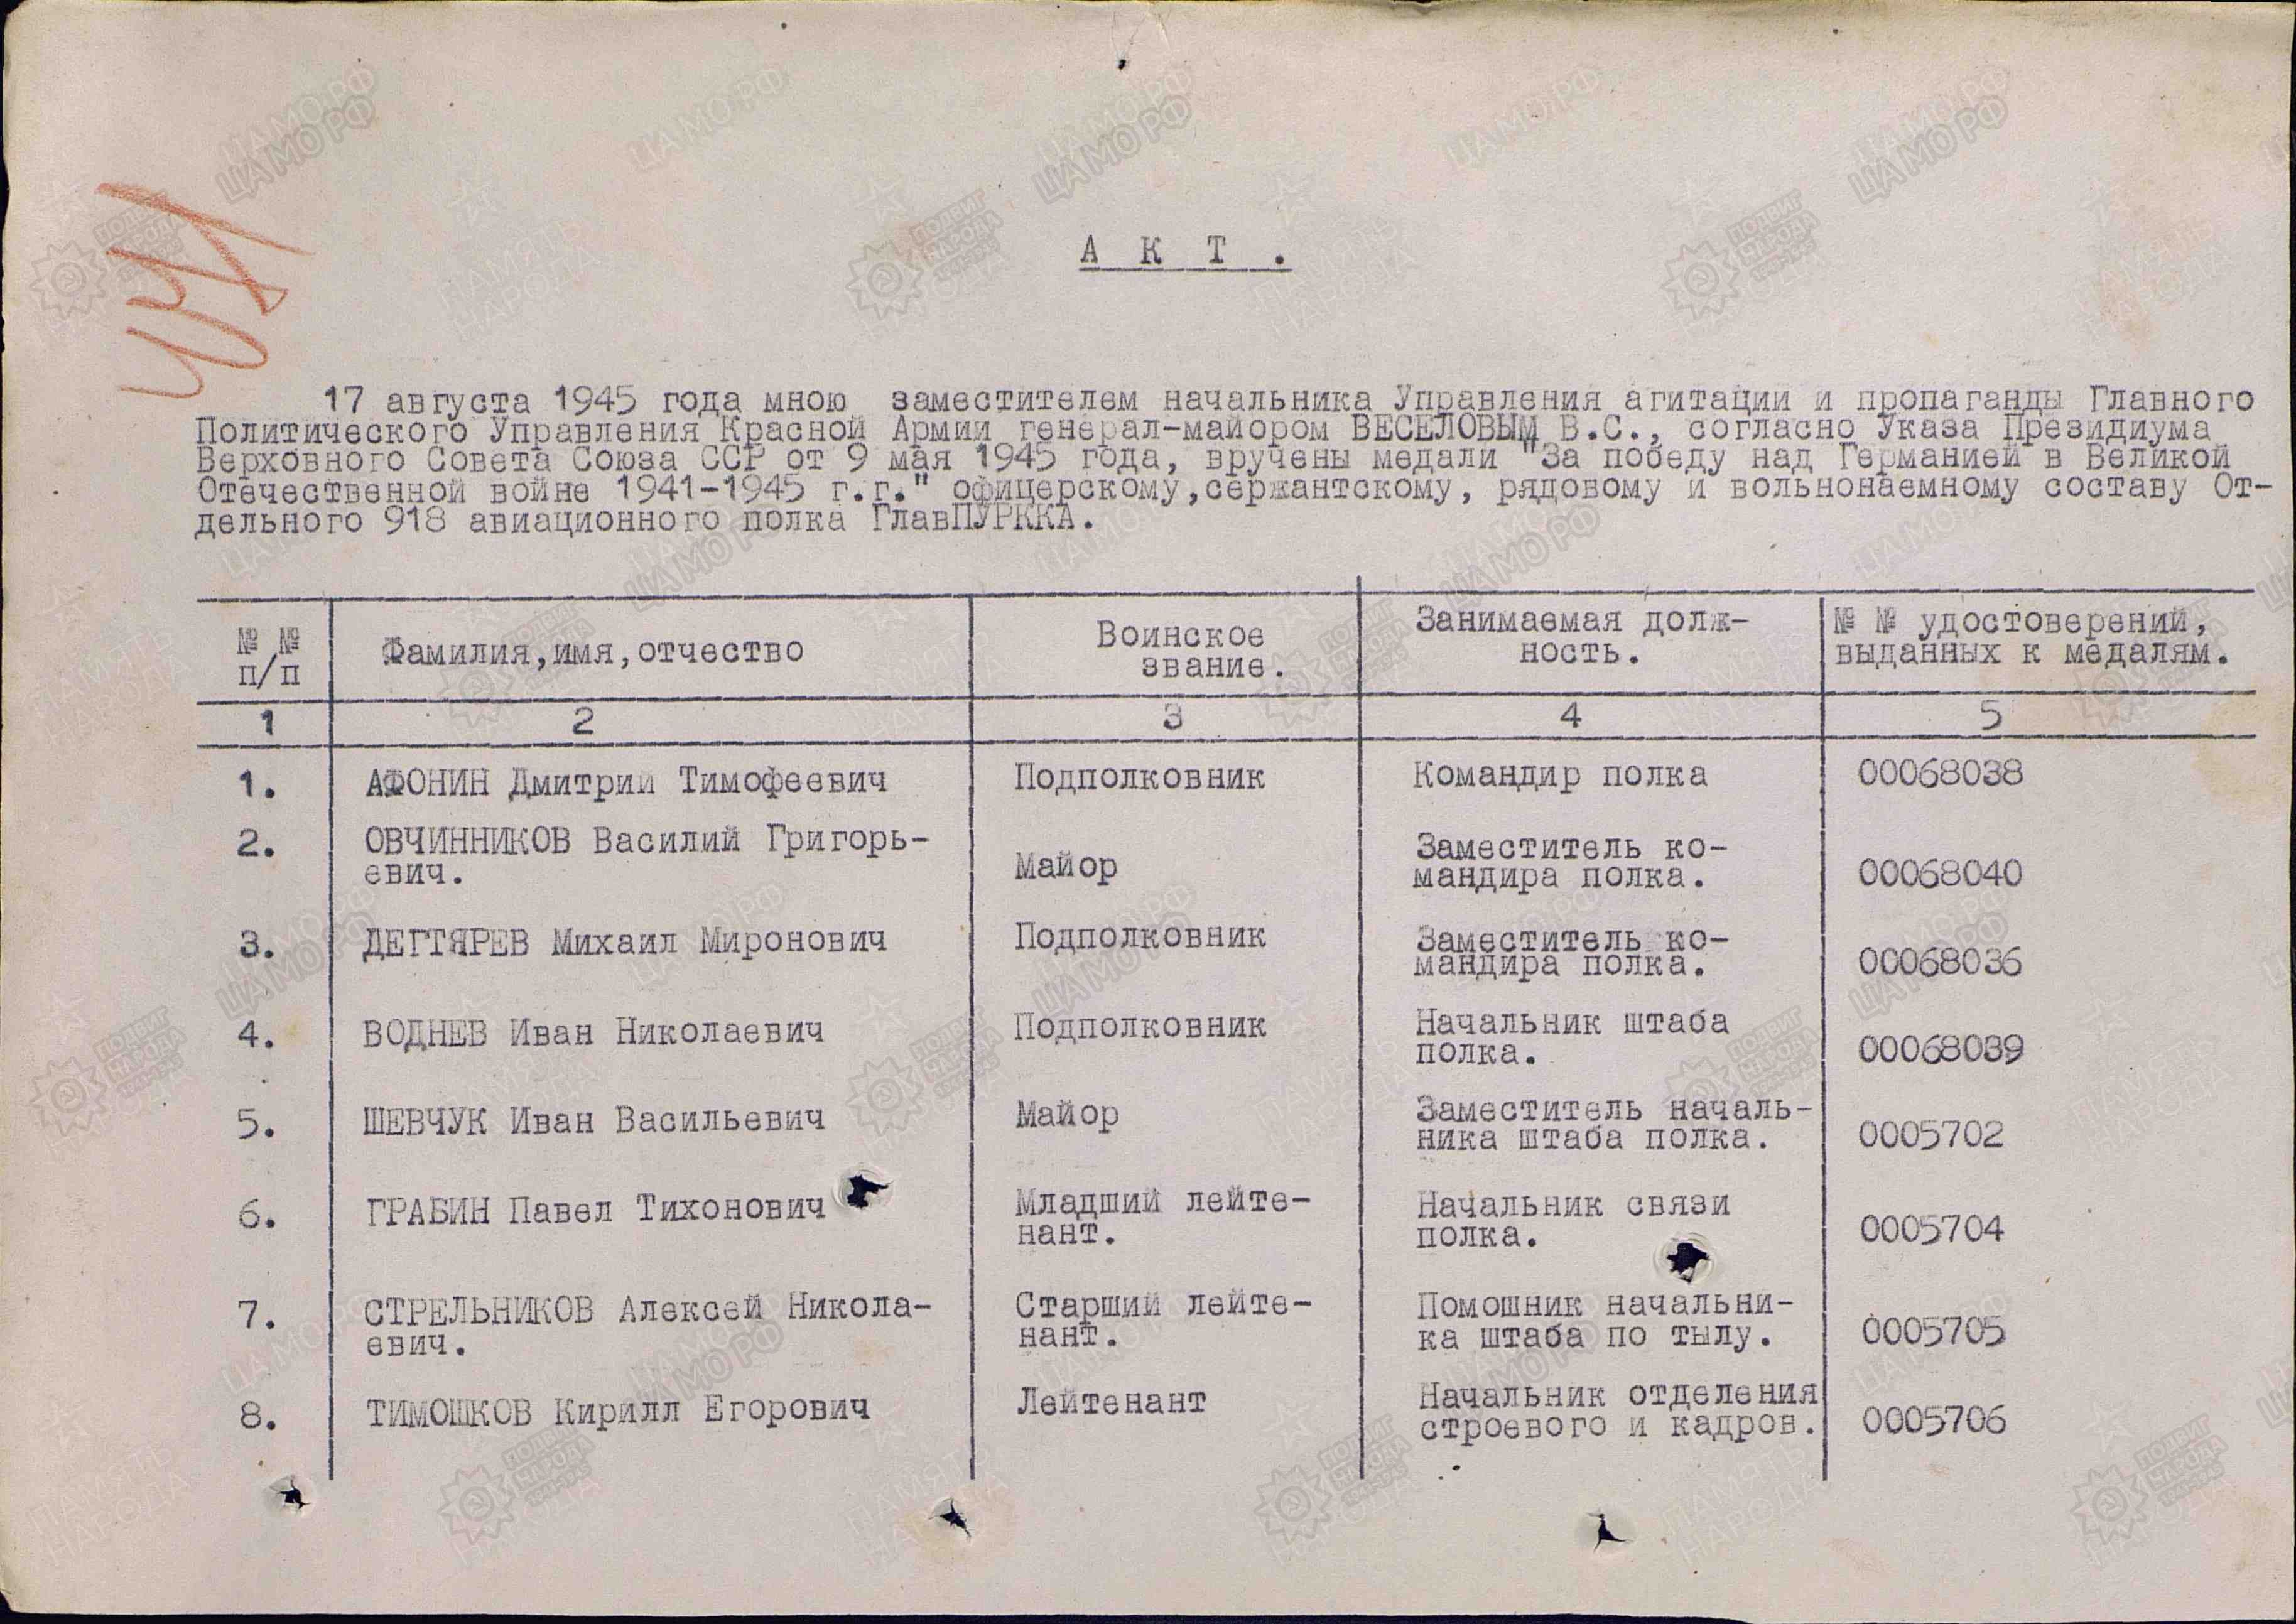 А К Т .
17 августа 1945 года мною заместителем начальника Управления агитации и пропаганды Главного
Политического Управления Красной Армии генерал-майором ВЕСЕЛОВЫМ В.С., согласно Указа Президиума
Верховного Совета Союза ССР от 9 мая 1945 года, вручены медали "За победу над Германией в Великой
Отечественной войне 1941-1945 г.г." офицерскому,сержантскому, рядовому и вольнонаемному составу От-
дельного 918 авиационного полка ГлавПУРККА.
№ № п/п | Фамилия,имя,отчество | Воинское звание. | Занимаемая долж-ность. | № № удостоверений, выданных к медалям.
1 2 3 4 5
1. АФОНИН Дмитрий Тимофеевич Подполковник Командир полка 00068038
2. ОВЧИННИКОВ Василий Григорь-
евич. Майор Заместитель ко-
мандира полка. 00068040
3. ДЕГТЯРЕВ Михаил Миронович Подполковник Заместитель ко-
мандира полка. 00068036
4. ВОДНЕВ Иван Николаевич Подполковник Начальник штаба
полка. 00068039
5. ШЕВЧУК Иван Васильевич Майор Заместитель началь-
ника штаба полка. 0005702
6. ГРАБИН Павел Тихонович Младший лейте- Начальник связи
нант. полка. 0005704
7. СТРЕЛЬНИКОВ Алексей Никола- Старший лейте- Помошник начальни-
евич. нант. ка штаба по тылу. 0005705
8. ТИМОШКОВ Кирилл Егорович Лейтенант Начальник отделения
строевого и кадров. 0005706
ЦАМО РФ
ПОДВИГ НАРОДА
ПАМЯТЬ НАРОДА